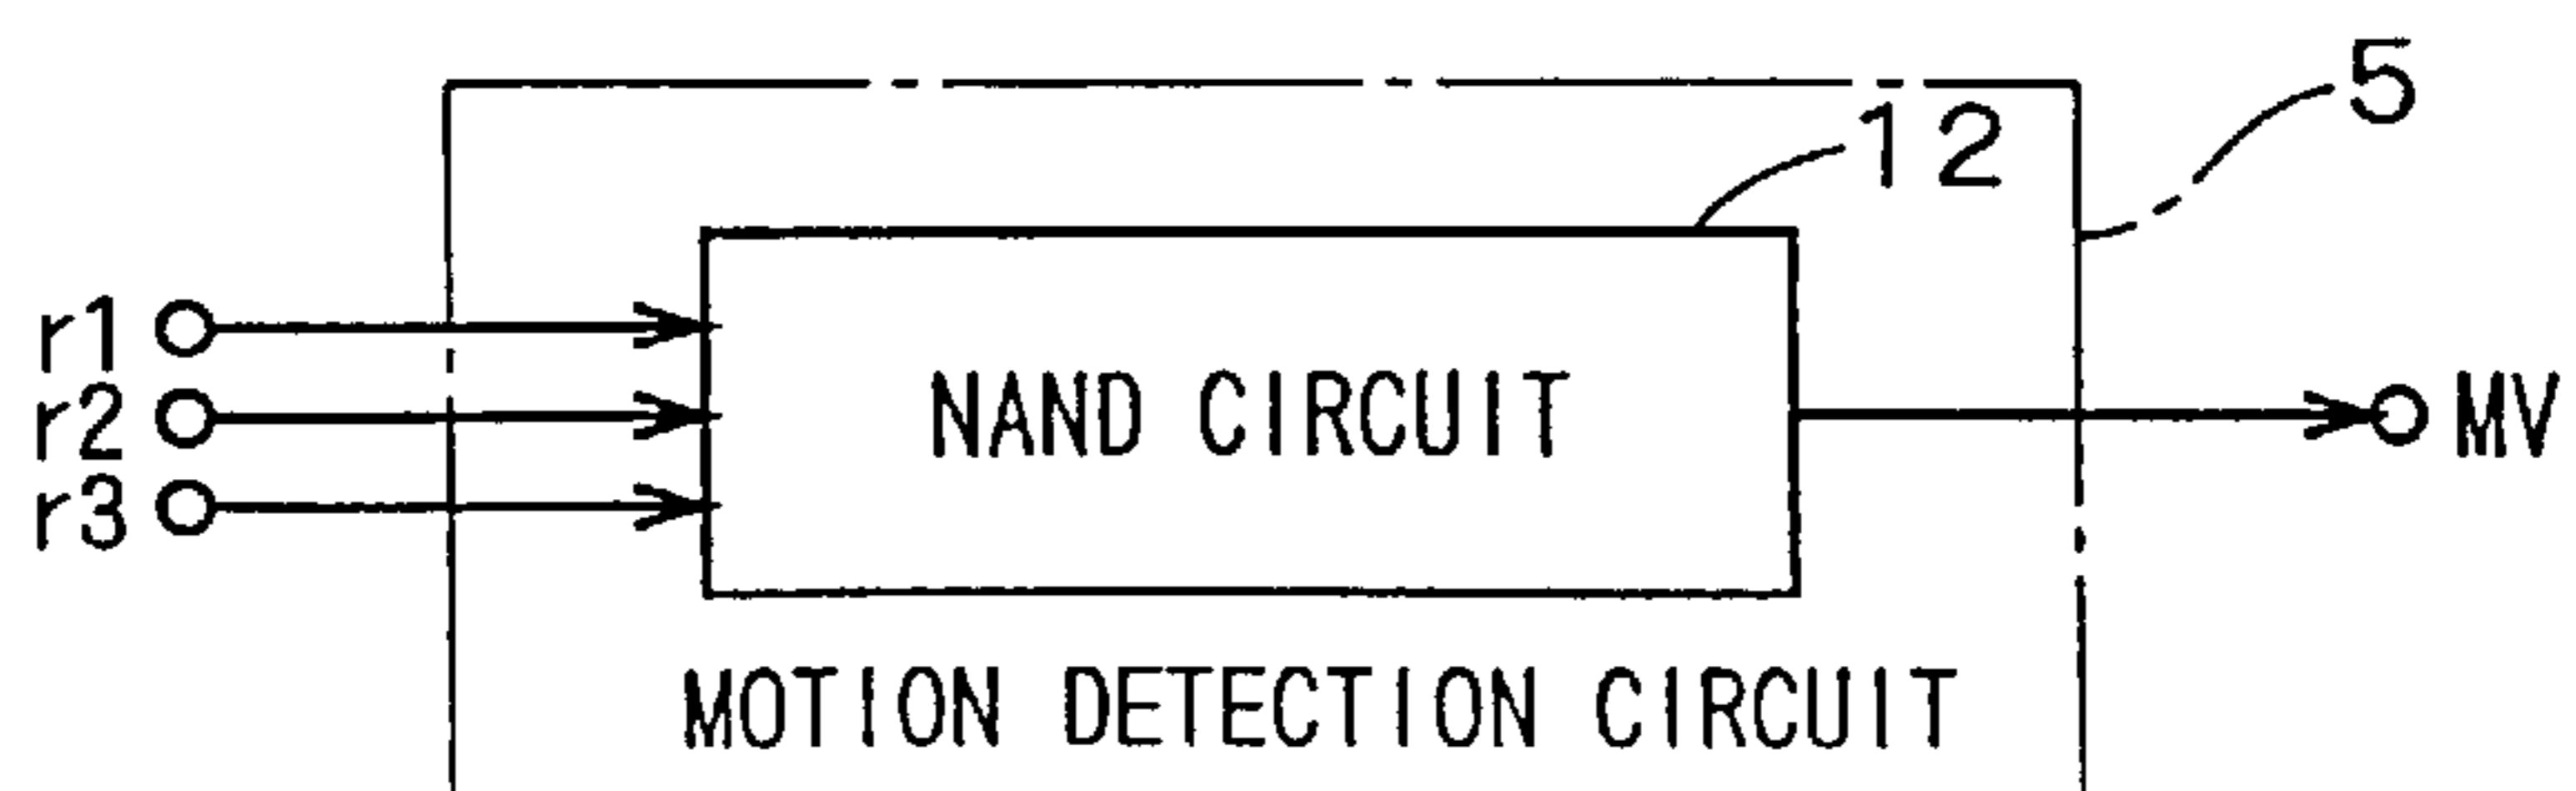 5
12
r1
r2
r3
NAND CIRCUIT
MV
MOTION DETECTION CIRCUIT